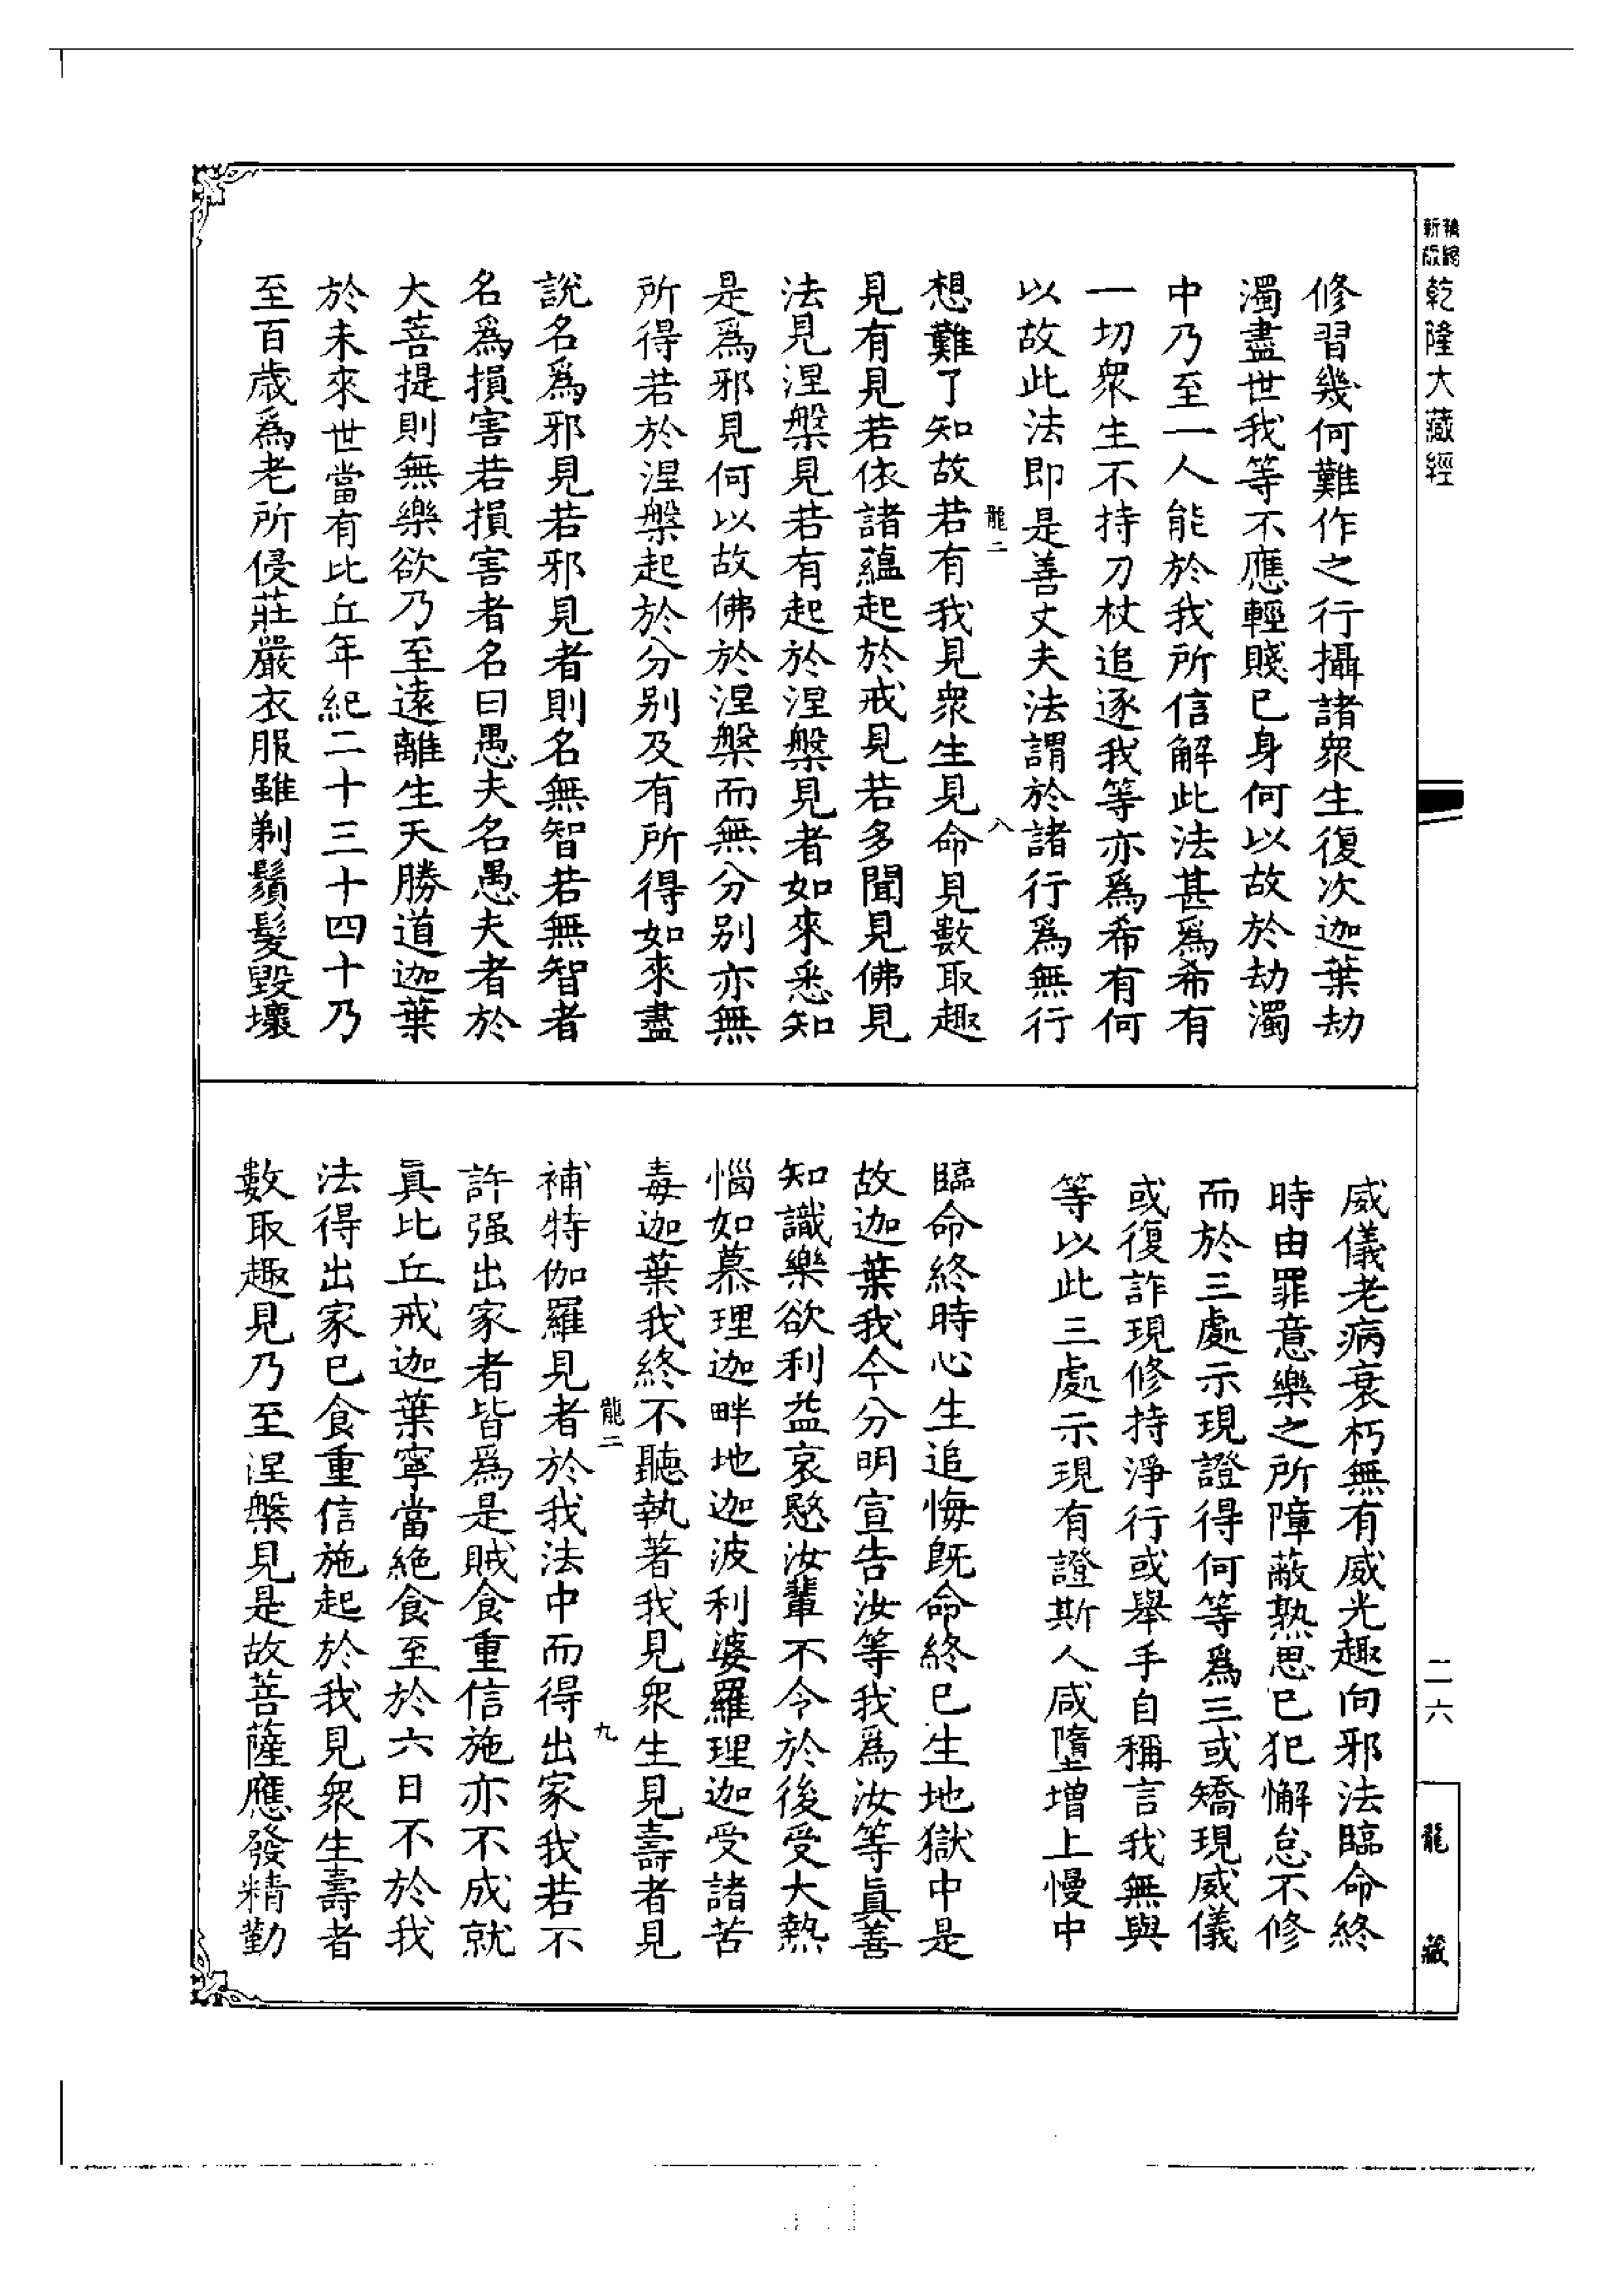 乾隆大藏經
修習幾何難作之行攝諸眾生復次迦葉劫
濁盡世我等不應輕賤已身何以故於劫濁
中乃至一人能於我所信解此法甚爲希有
一切眾生不持刀杖追逐我等亦爲希有何
以故此法即是善丈夫法謂於諸行爲無行
龍二
八
想難了知故若有我見眾生見命見數取趣
見有見若依諸蘊起於戒見若多聞見佛見
法見涅槃見若有起於涅槃見者如來悉知
是爲邪見何以故佛於涅槃而無分别亦無
所得若於涅槃起於分别及有所得如來盡
說名爲邪見若邪見者則名無智若無智者
名爲損害若損害者名曰愚夫名愚夫者於
大菩提則無樂欲乃至遠離生天勝道迦葉
於未來世當有比丘年紀二十三十四十乃
至百歲爲老所侵莊嚴衣服雖剃鬚髮毀壞
威儀老病衰朽無有威光趣向邪法臨命終
時由罪意樂之所障蔽熟思已犯懈怠不修
而於三處示現證得何等爲三或矯現威儀
或復詐現修持淨行或舉手自稱言我無與
等以此三處示現有證斯人咸墮增上慢中
臨命終時心生追悔旣命終已生地獄中是
故迦葉我今分明宣告汝等我爲汝等眞善
知識樂欲利益哀愍汝輩不令於後受大熱
惱如慕理迦畔地迦波利婆羅理迦受諸苦
毒迦葉我終不聽執著我見眾生見壽者見
龍二
九
補特伽羅見者於我法中而得出家我若不
許强出家者皆爲是賊食重信施亦不成就
眞比丘戒迦葉寧當絕食至於六日不於我
法得出家已食重信施起於我見眾生壽者
數取趣見乃至涅槃見是故菩薩應發精勤
二六
龍藏